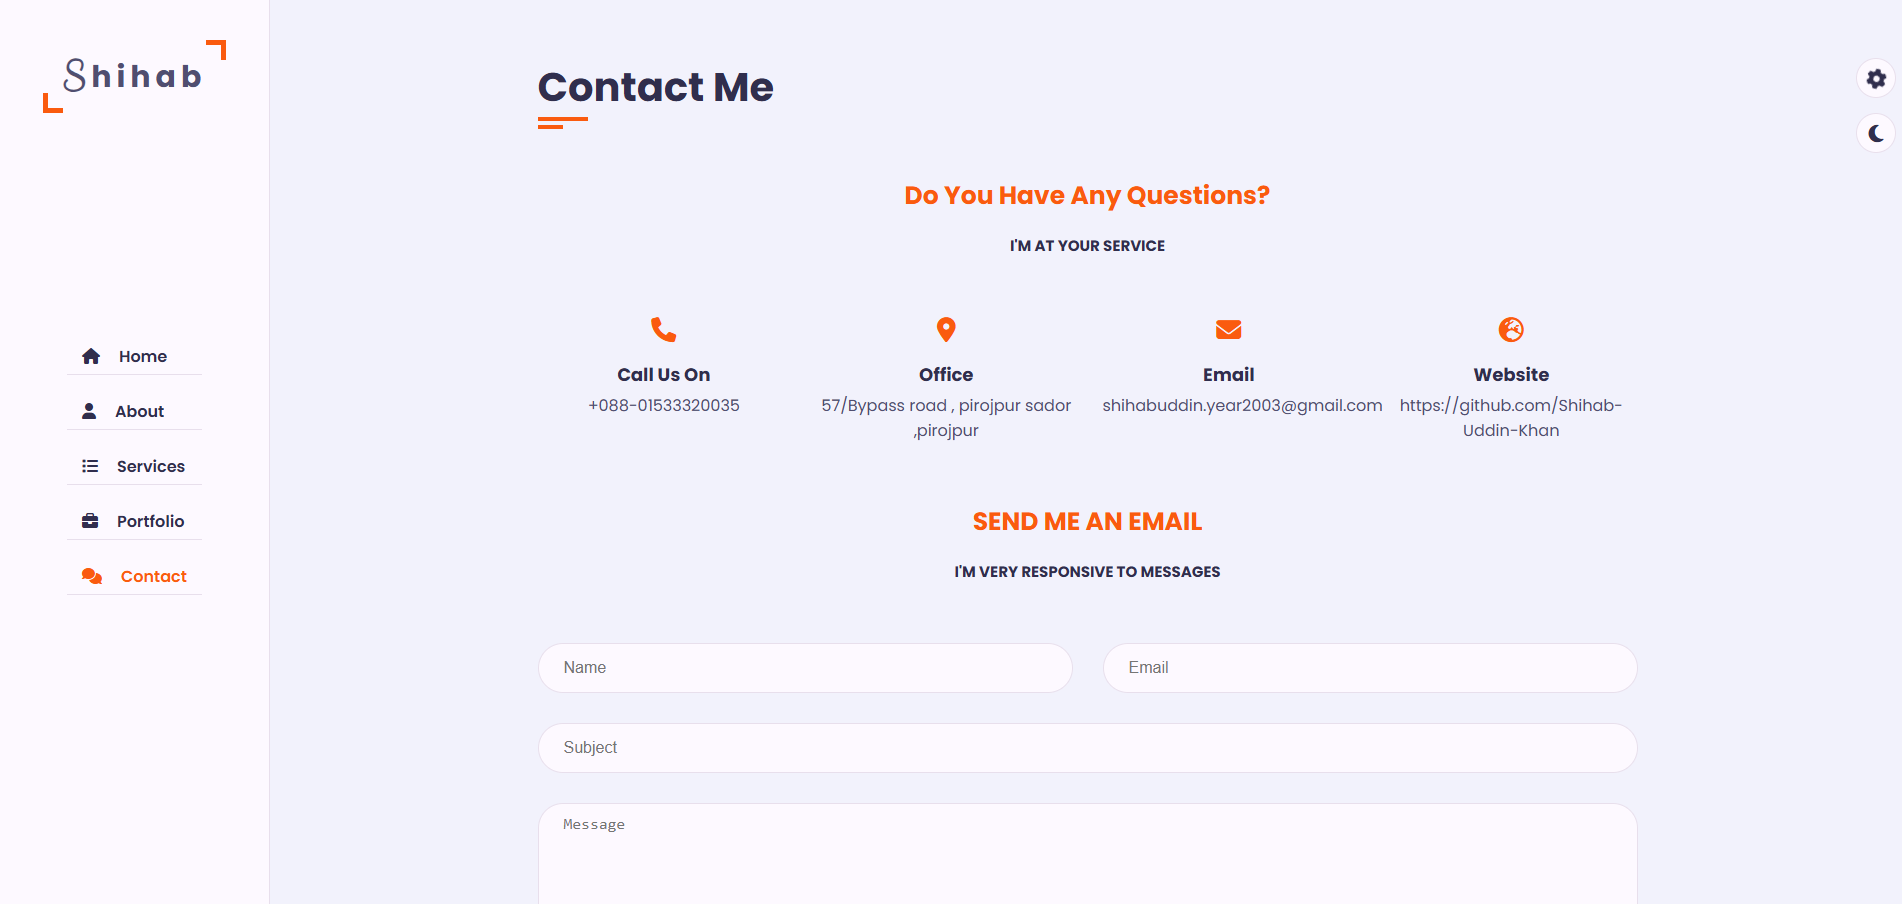 Shihab
Home
About
Services
Portfolio
Contact
Contact Me
Do You Have Any Questions?
I'M AT YOUR SERVICE
Call Us On
+088-01533320035
Office
57/Bypass road , pirojpur sador
,pirojpur
Email
shihabuddin.year2003@gmail.com
Website
https://github.com/Shihab-
Uddin-Khan
SEND ME AN EMAIL
I'M VERY RESPONSIVE TO MESSAGES
Name
Email
Subject
Message